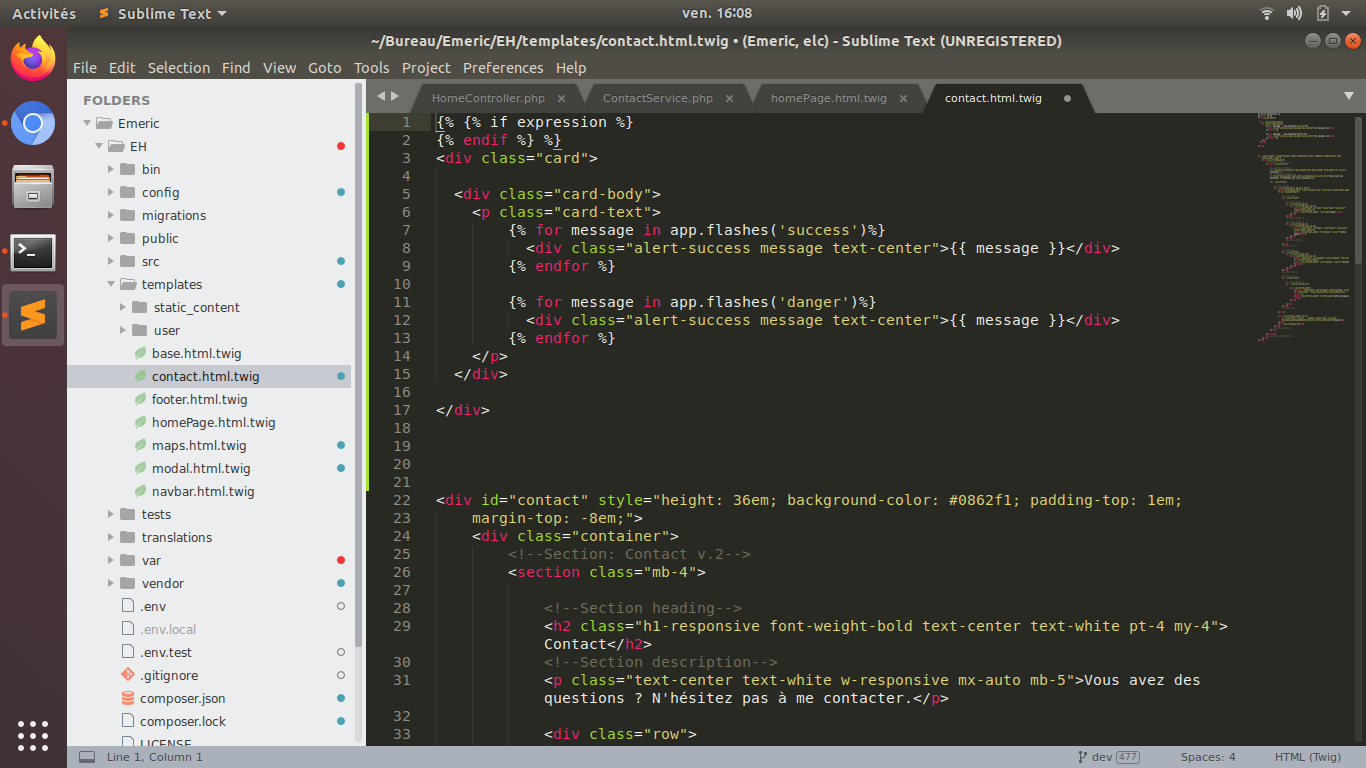 Activités
Sublime Text
ven. 16:08
~/Bureau/Emeric/EH/templates/contact.html.twig • (Emeric, elc) - Sublime Text (UNREGISTERED)
File Edit Selection Find View Goto Tools Project Preferences Help
FOLDERS
Emeric
EH
bin
config
migrations
public
src
templates
static_content
user
base.html.twig
contact.html.twig
footer.html.twig
homePage.html.twig
maps.html.twig
modal.html.twig
navbar.html.twig
tests
translations
var
vendor
.env
.env.local
.env.test
.gitignore
composer.json
composer.lock
LICENSE
HomeController.php × ContactService.php × homePage.html.twig × contact.html.twig
1 {% {% if expression %}
2 {% endif %} %}
3 <div class="card">
4
5 <div class="card-body">
6 <p class="card-text">
7 {% for message in app.flashes('success')%}
8 <div class="alert-success message text-center">{{ message }}</div>
9 {% endfor %}
10
11 {% for message in app.flashes('danger')%}
12 <div class="alert-success message text-center">{{ message }}</div>
13 {% endfor %}
14 </p>
15 </div>
16
17 </div>
18
19
20
21
22 <div id="contact" style="height: 36em; background-color: #0862f1; padding-top: 1em;
23 margin-top: -8em;">
24 <div class="container">
25 <!--Section: Contact v.2-->
26 <section class="mb-4">
27
28 <!--Section heading-->
29 <h2 class="h1-responsive font-weight-bold text-center text-white pt-4 my-4">
Contact</h2>
30 <!--Section description-->
31 <p class="text-center text-white w-responsive mx-auto mb-5">Vous avez des
questions ? N'hésitez pas à me contacter.</p>
32
33 <div class="row">
Line 1, Column 1
dev 477
Spaces: 4
HTML (Twig)